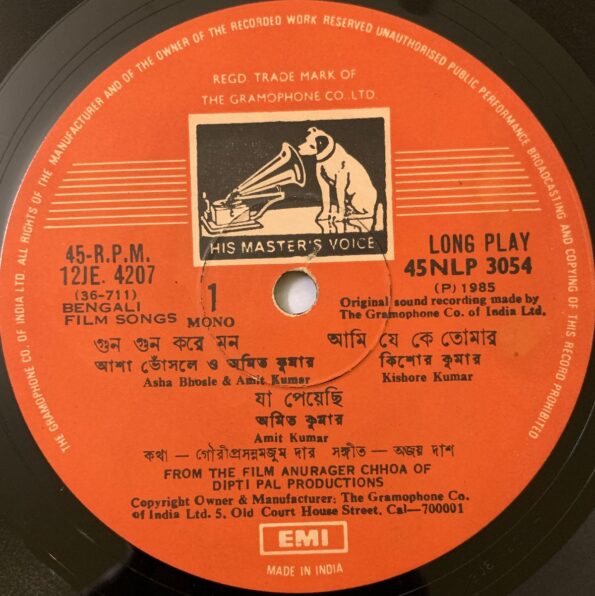 THE GRAMOPHONE CO. OF INDIA LTD. ALL RIGHTS OF THE MANUFACTURER AND OF THE OWNER OF THE RECORDED WORK RESERVED UNAUTHORISED PUBLIC PERFORMANCE BROADCASTING AND COPYING OF THIS RECORD PROHIBITED
REGD. TRADE MARK OF
THE GRAMOPHONE CO. LTD.
HIS MASTER'S VOICE
45-R.P.M.
12JE. 4207
(36-711)
BENGALI
FILM SONGS
1
MONO
LONG PLAY
45NLP 3054
(P) 1985
Original sound recording made by
The Gramophone Co. of India Ltd.
গুন গুন করে মন
আশা ভোঁসলে ও অমিত কুমার
Asha Bhosle & Amit Kumar
আমি যে কে তোমার
কিশোর কুমার
Kishore Kumar
যা পেয়েছি
অমিত কুমার
Amit Kumar
কথা — গৌরীপ্রসন্নমজুম দার সঙ্গীত — অজয় দাশ
FROM THE FILM ANURAGER CHHOA OF
DIPTI PAL PRODUCTIONS
Copyright Owner & Manufacturer: The Gramophone Co.
of India Ltd. 5, Old Court House Street, Cal—700001
EMI
MADE IN INDIA